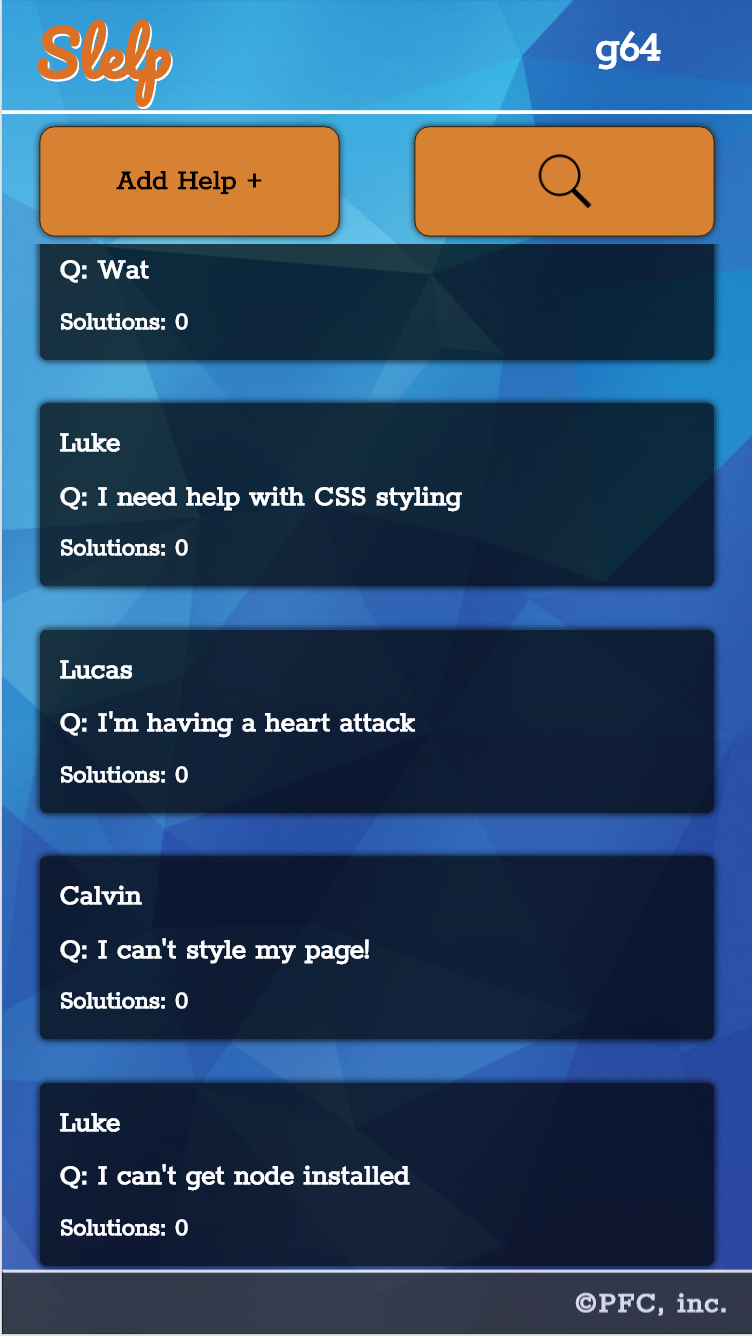 Slelp
g64
Add Help +
Q: Wat
Solutions: 0
Luke
Q: I need help with CSS styling
Solutions: 0
Lucas
Q: I'm having a heart attack
Solutions: 0
Calvin
Q: I can't style my page!
Solutions: 0
Luke
Q: I can't get node installed
Solutions: 0
©PFC, inc.